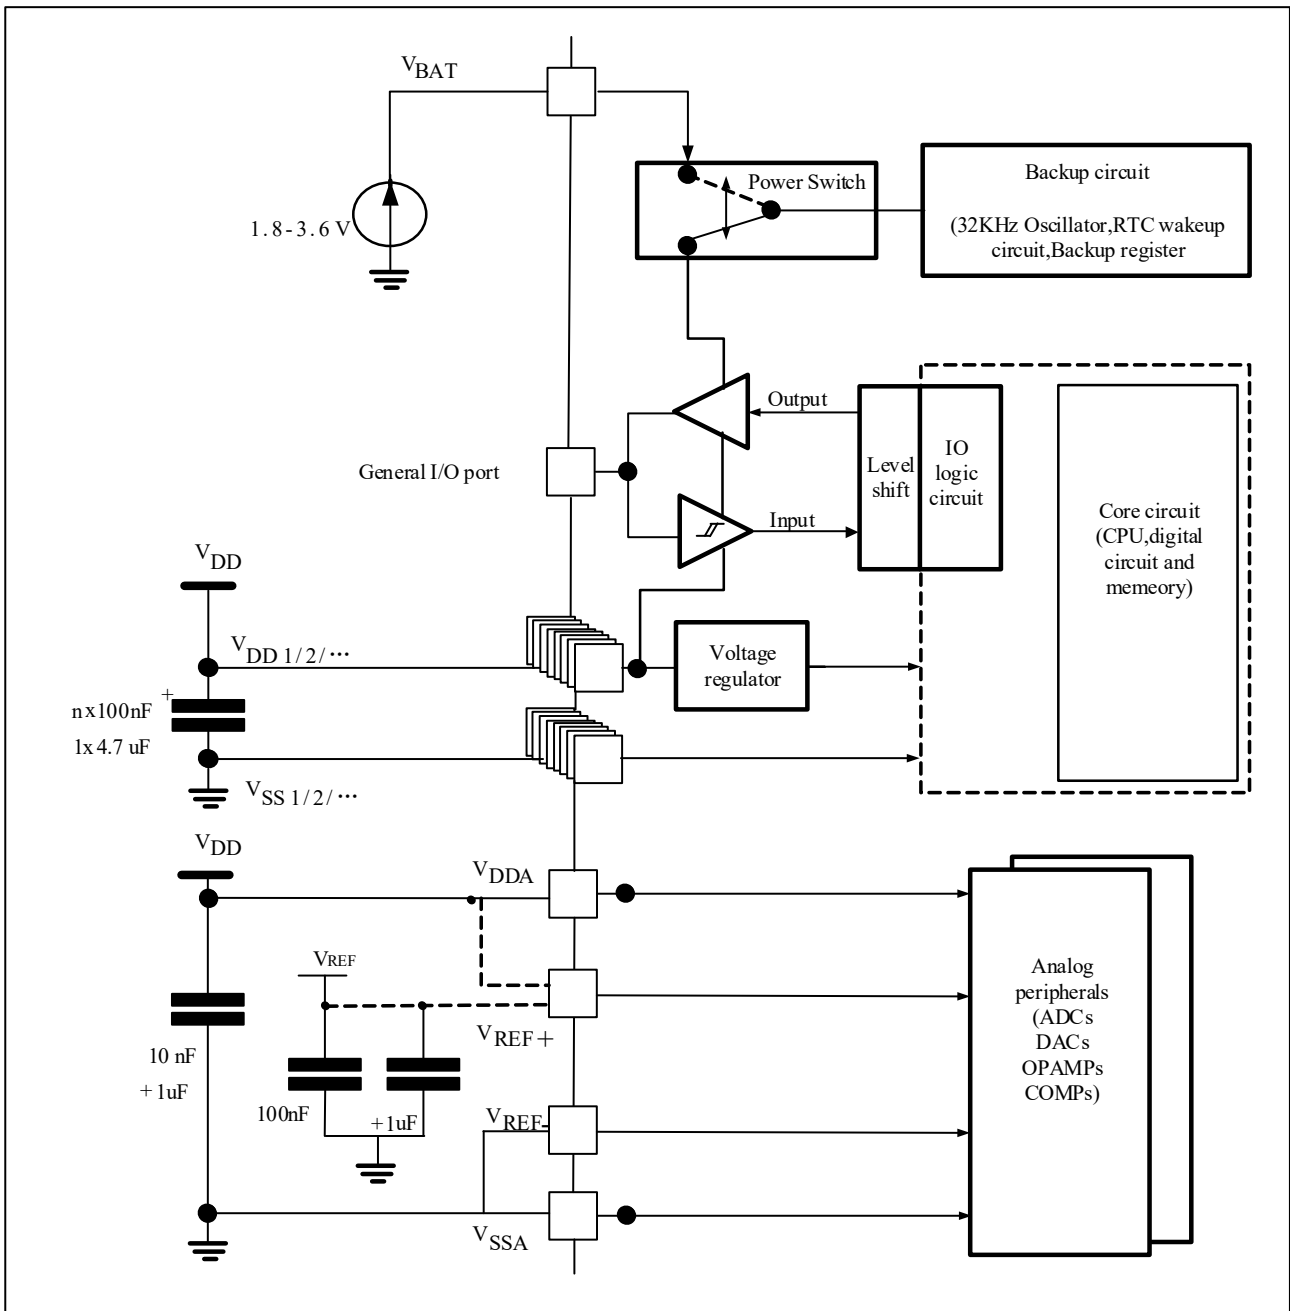 VBAT
Power Switch
Backup circuit
(32KHz Oscillator,RTC wakeup
circuit,Backup register
1.8-3.6 V
Output
General I/O port
Level
shift
IO
logic
circuit
Input
Core circuit
(CPU,digital
circuit and
memeory)
VDD
VDD 1/2/···
Voltage
regulator
+
n x 100nF
1x 4.7 uF
VSS 1/2/···
VDD
VDDA
VREF
VREF+
10 nF
+1uF
100nF
+1uF
VREF-
VSSA
Analog
peripherals
(ADCs
DACs
OPAMPs
COMPs)